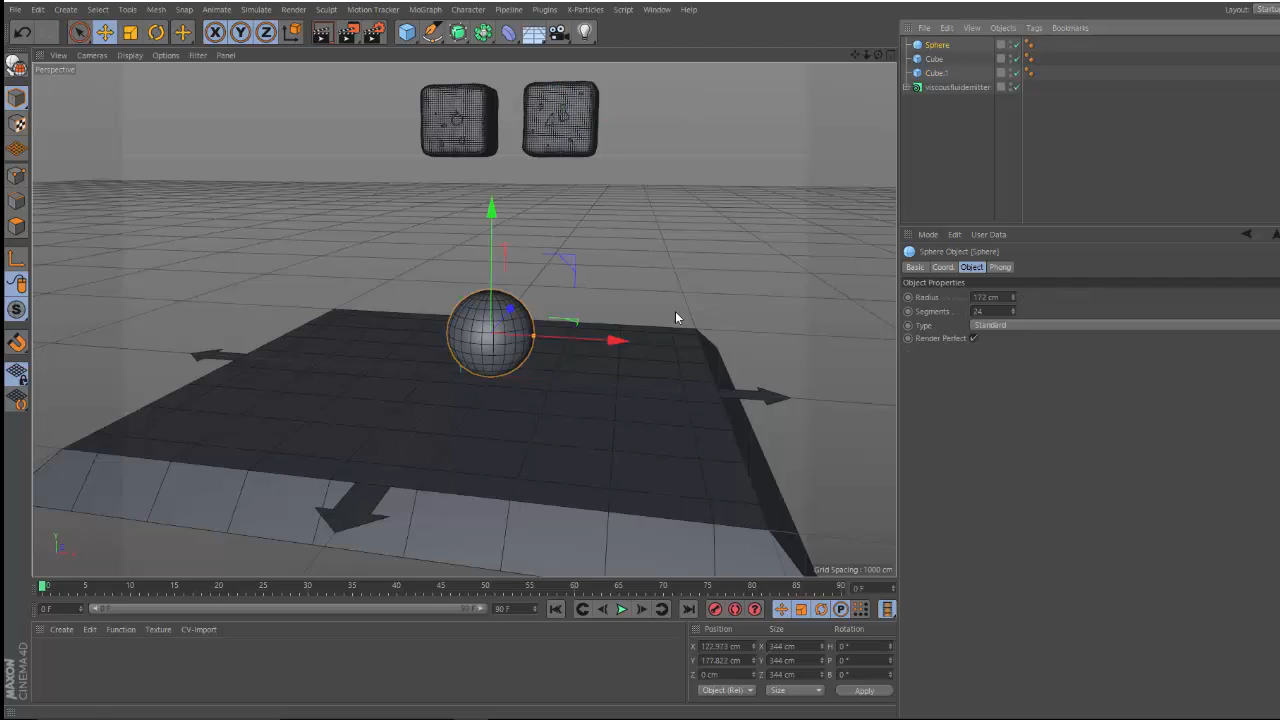 File Edit Create Select Tools Mesh Snap Animate Simulate Render Sculpt Motion Tracker MoGraph Character Pipeline Plugins X-Particles Script Window Help Layout: Startu
View Cameras Display Options Filter Panel
Perspective
Grid Spacing : 1000 cm
Y
0 5 10 15 20 25 30 35 40 45 50 55 60 65 70 75 80 85 90
0 F
0 F
0 F
90 F
90 F
Create Edit Function Texture CV-Import
MAXON
CINEMA4D
Position Size Rotation
X 122.973 cm X 344 cm H 0 °
Y 177.822 cm Y 344 cm P 0 °
Z 0 cm Z 344 cm B 0 °
Object (Rel) Size Apply
File Edit View Objects Tags Bookmarks
Sphere
Cube
Cube.1
viscousfluidemitter
Mode Edit User Data
Sphere Object [Sphere]
Basic Coord. Object Phong
Object Properties
Radius 172 cm
Segments 24
Type Standard
Render Perfect